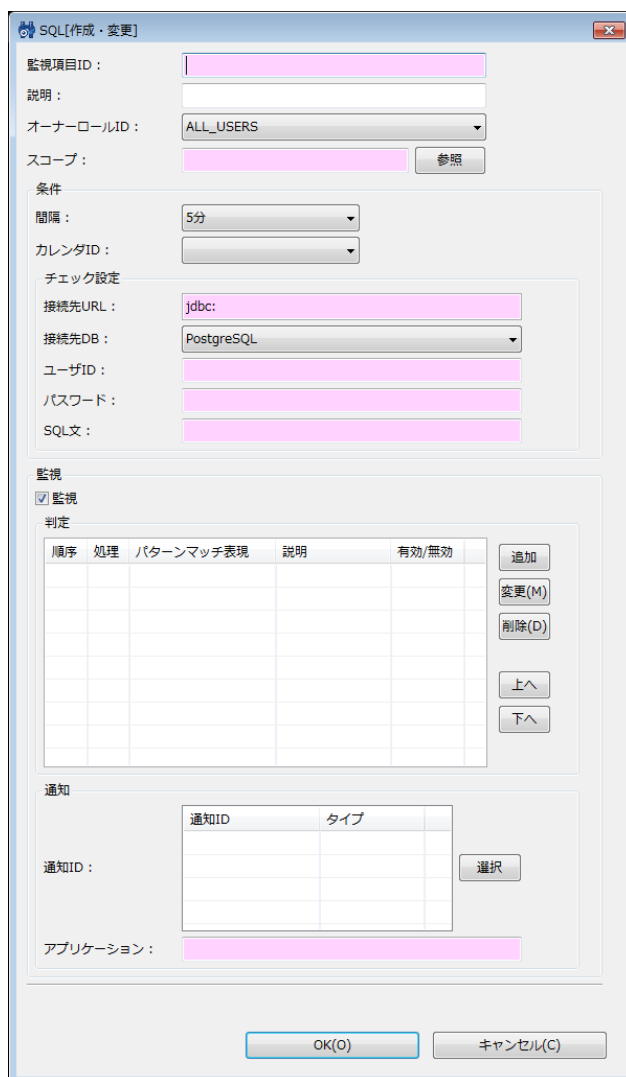 SQL[作成・変更]
監視項目ID：
説明：
オーナーロールID： ALL_USERS
スコープ： 参照
条件
間隔： 5分
カレンダID：
チェック設定
接続先URL： jdbc:
接続先DB： PostgreSQL
ユーザID：
パスワード：
SQL文：
監視
監視
判定
順序 処理 パターンマッチ表現 説明 有効/無効
追加
変更(M)
削除(D)
上へ
下へ
通知
通知ID タイプ
通知ID： 選択
アプリケーション：
OK(O) キャンセル(C)